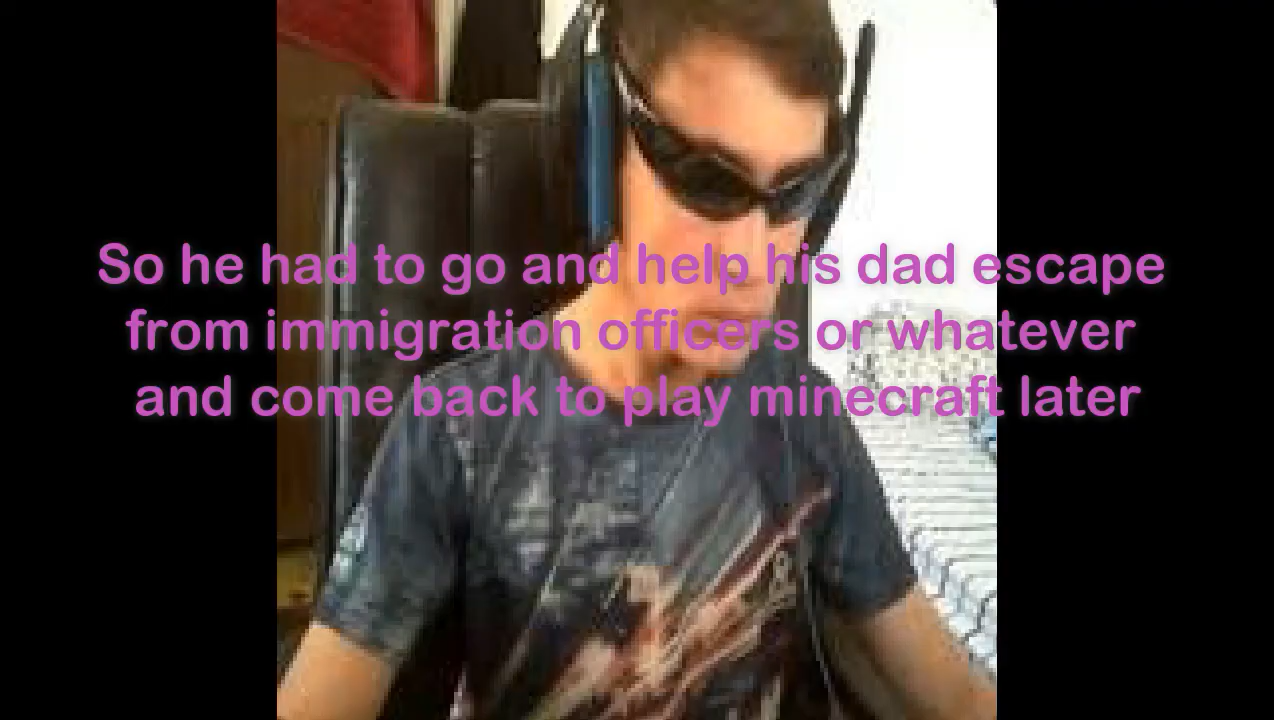 So he had to go and help his dad escape
from immigration officers or whatever
and come back to play minecraft later